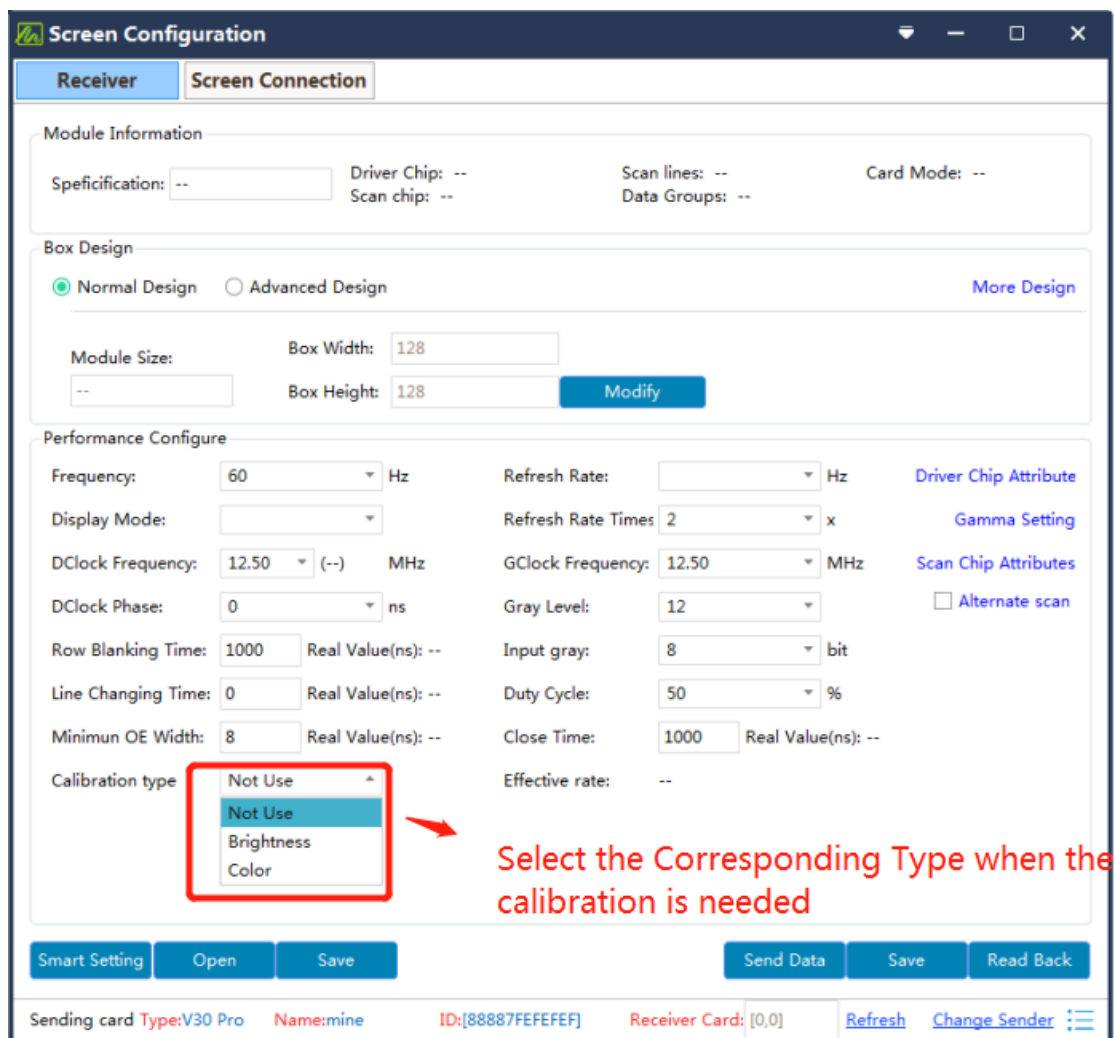 Screen Configuration
Receiver Screen Connection
Module Information
Speficification: -- Driver Chip: -- Scan lines: -- Card Mode: --
Scan chip: -- Data Groups: --
Box Design
Normal Design Advanced Design More Design
Module Size: Box Width: 128
-- Box Height: 128 Modify
Performance Configure
Frequency: 60 Hz Refresh Rate: Hz Driver Chip Attribute
Display Mode: Refresh Rate Times 2 x Gamma Setting
DClock Frequency: 12.50 (--) MHz GClock Frequency: 12.50 MHz Scan Chip Attributes
DClock Phase: 0 ns Gray Level: 12 Alternate scan
Row Blanking Time: 1000 Real Value(ns): -- Input gray: 8 bit
Line Changing Time: 0 Real Value(ns): -- Duty Cycle: 50 %
Minimun OE Width: 8 Real Value(ns): -- Close Time: 1000 Real Value(ns): --
Calibration type Not Use Effective rate: --
Not Use
Brightness
Color
Select the Corresponding Type when the
calibration is needed
Smart Setting Open Save Send Data Save Read Back
Sending card Type:V30 Pro Name:mine ID:[88887FEFEFEF] Receiver Card: [0,0] Refresh Change Sender